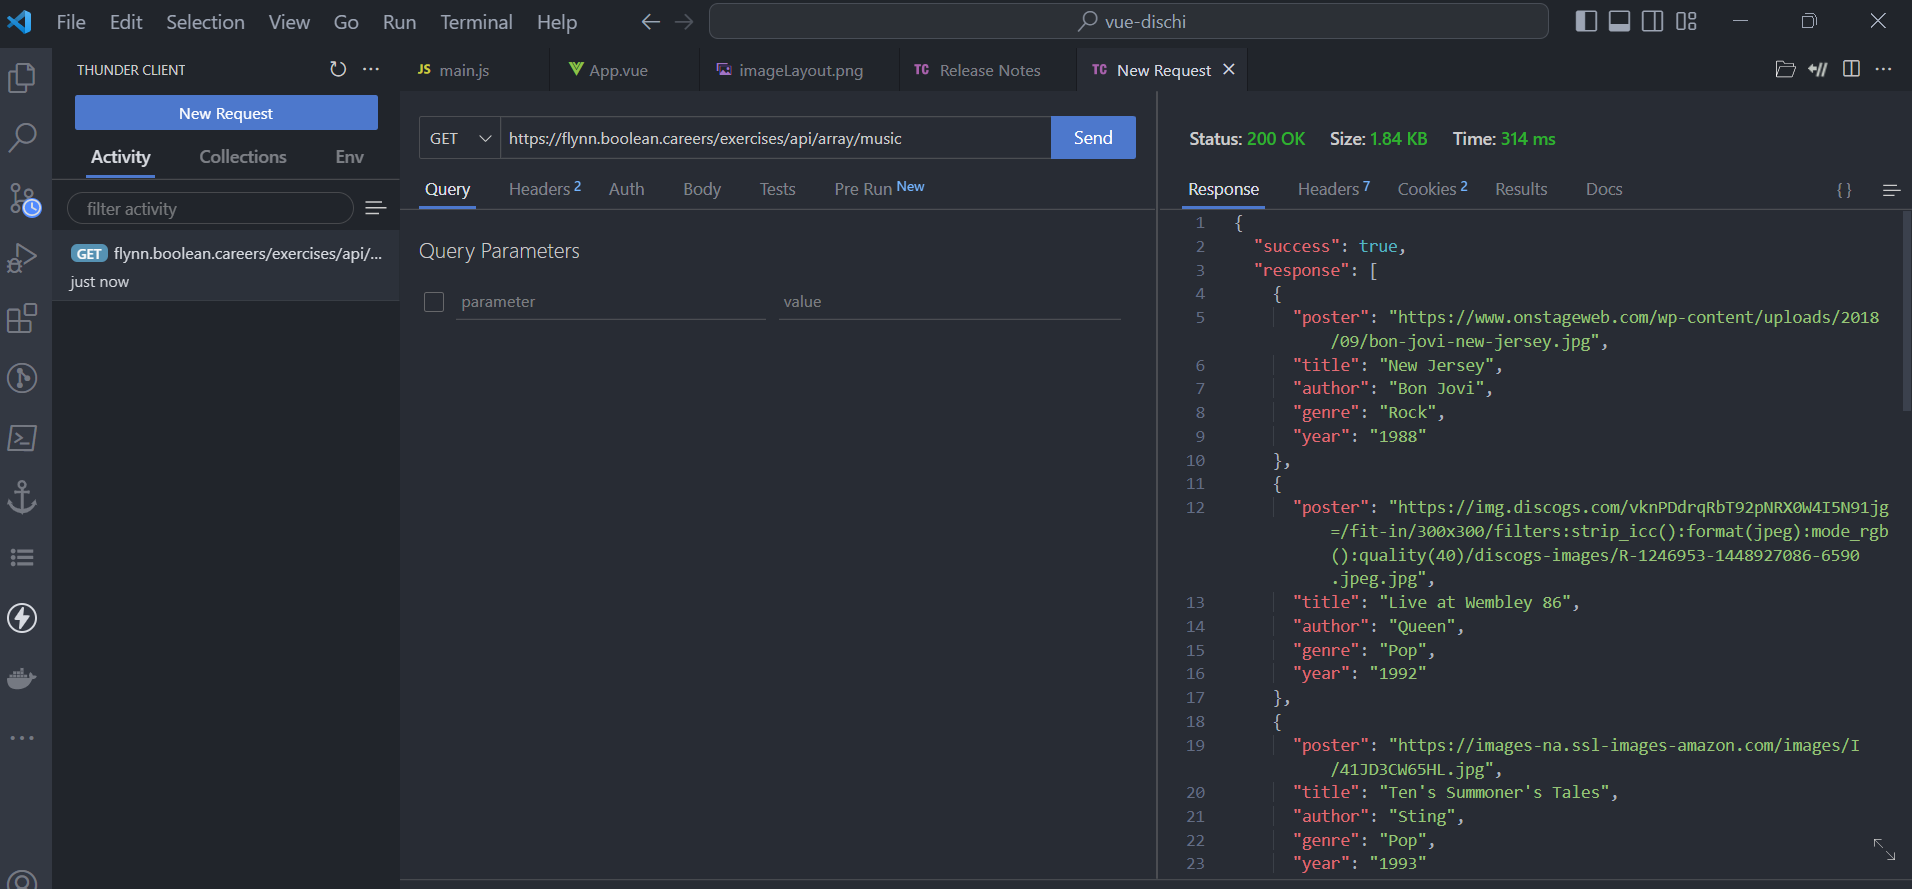 File Edit Selection View Go Run Terminal Help
vue-dischi
THUNDER CLIENT
JS main.js
App.vue
imageLayout.png
TC Release Notes
TC New Request
New Request
Activity Collections Env
filter activity
GET flynn.boolean.careers/exercises/api/...
just now
GET https://flynn.boolean.careers/exercises/api/array/music Send
Query Headers 2 Auth Body Tests Pre Run New
Query Parameters
parameter value
Status: 200 OK Size: 1.84 KB Time: 314 ms
Response Headers 7 Cookies 2 Results Docs { }
1 {
2 "success": true,
3 "response": [
4 {
5 "poster": "https://www.onstageweb.com/wp-content/uploads/2018
/09/bon-jovi-new-jersey.jpg",
6 "title": "New Jersey",
7 "author": "Bon Jovi",
8 "genre": "Rock",
9 "year": "1988"
10 },
11 {
12 "poster": "https://img.discogs.com/vknPDdrqRbT92pNRX0W4I5N91jg
=/fit-in/300x300/filters:strip_icc():format(jpeg):mode_rgb
():quality(40)/discogs-images/R-1246953-1448927086-6590
.jpeg.jpg",
13 "title": "Live at Wembley 86",
14 "author": "Queen",
15 "genre": "Pop",
16 "year": "1992"
17 },
18 {
19 "poster": "https://images-na.ssl-images-amazon.com/images/I
/41JD3CW65HL.jpg",
20 "title": "Ten's Summoner's Tales",
21 "author": "Sting",
22 "genre": "Pop",
23 "year": "1993"